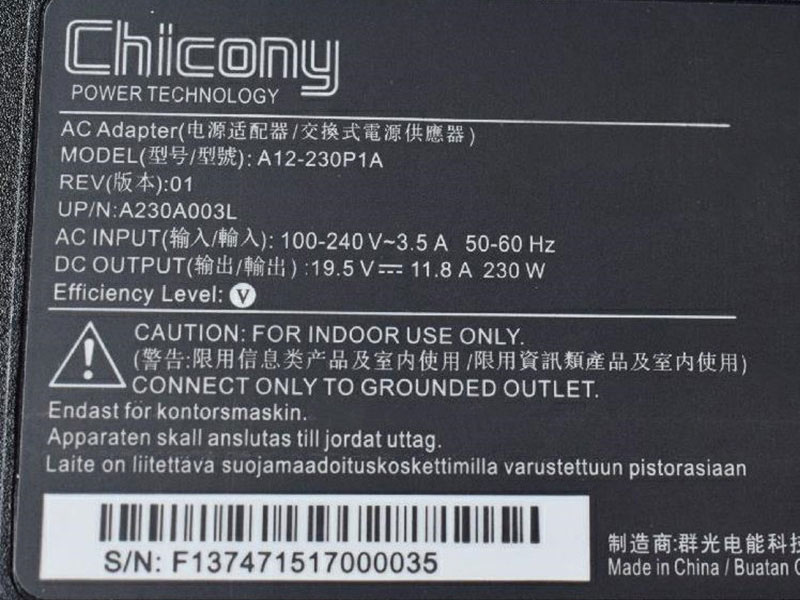 Chicony
POWER TECHNOLOGY
AC Adapter(电源适配器/交換式電源供應器)
MODEL(型号/型號): A12-230P1A
REV(版本):01
UP/N:A230A003L
AC INPUT(输入/輸入): 100-240 V~3.5 A 50-60 Hz
DC OUTPUT(输出/輸出) :19.5 V⎓ 11.8 A 230 W
Efficiency Level: V
CAUTION: FOR INDOOR USE ONLY.
(警告:限用信息类产品及室内使用/限用資訊類產品及室內使用)
CONNECT ONLY TO GROUNDED OUTLET.
Endast för kontorsmaskin.
Apparaten skall anslutas till jordat uttag.
Laite on liitettävä suojamaadoituskoskettimilla varustettuun pistorasiaan
S/N: F137471517000035
制造商:群光电能科技
Made in China / Buatan